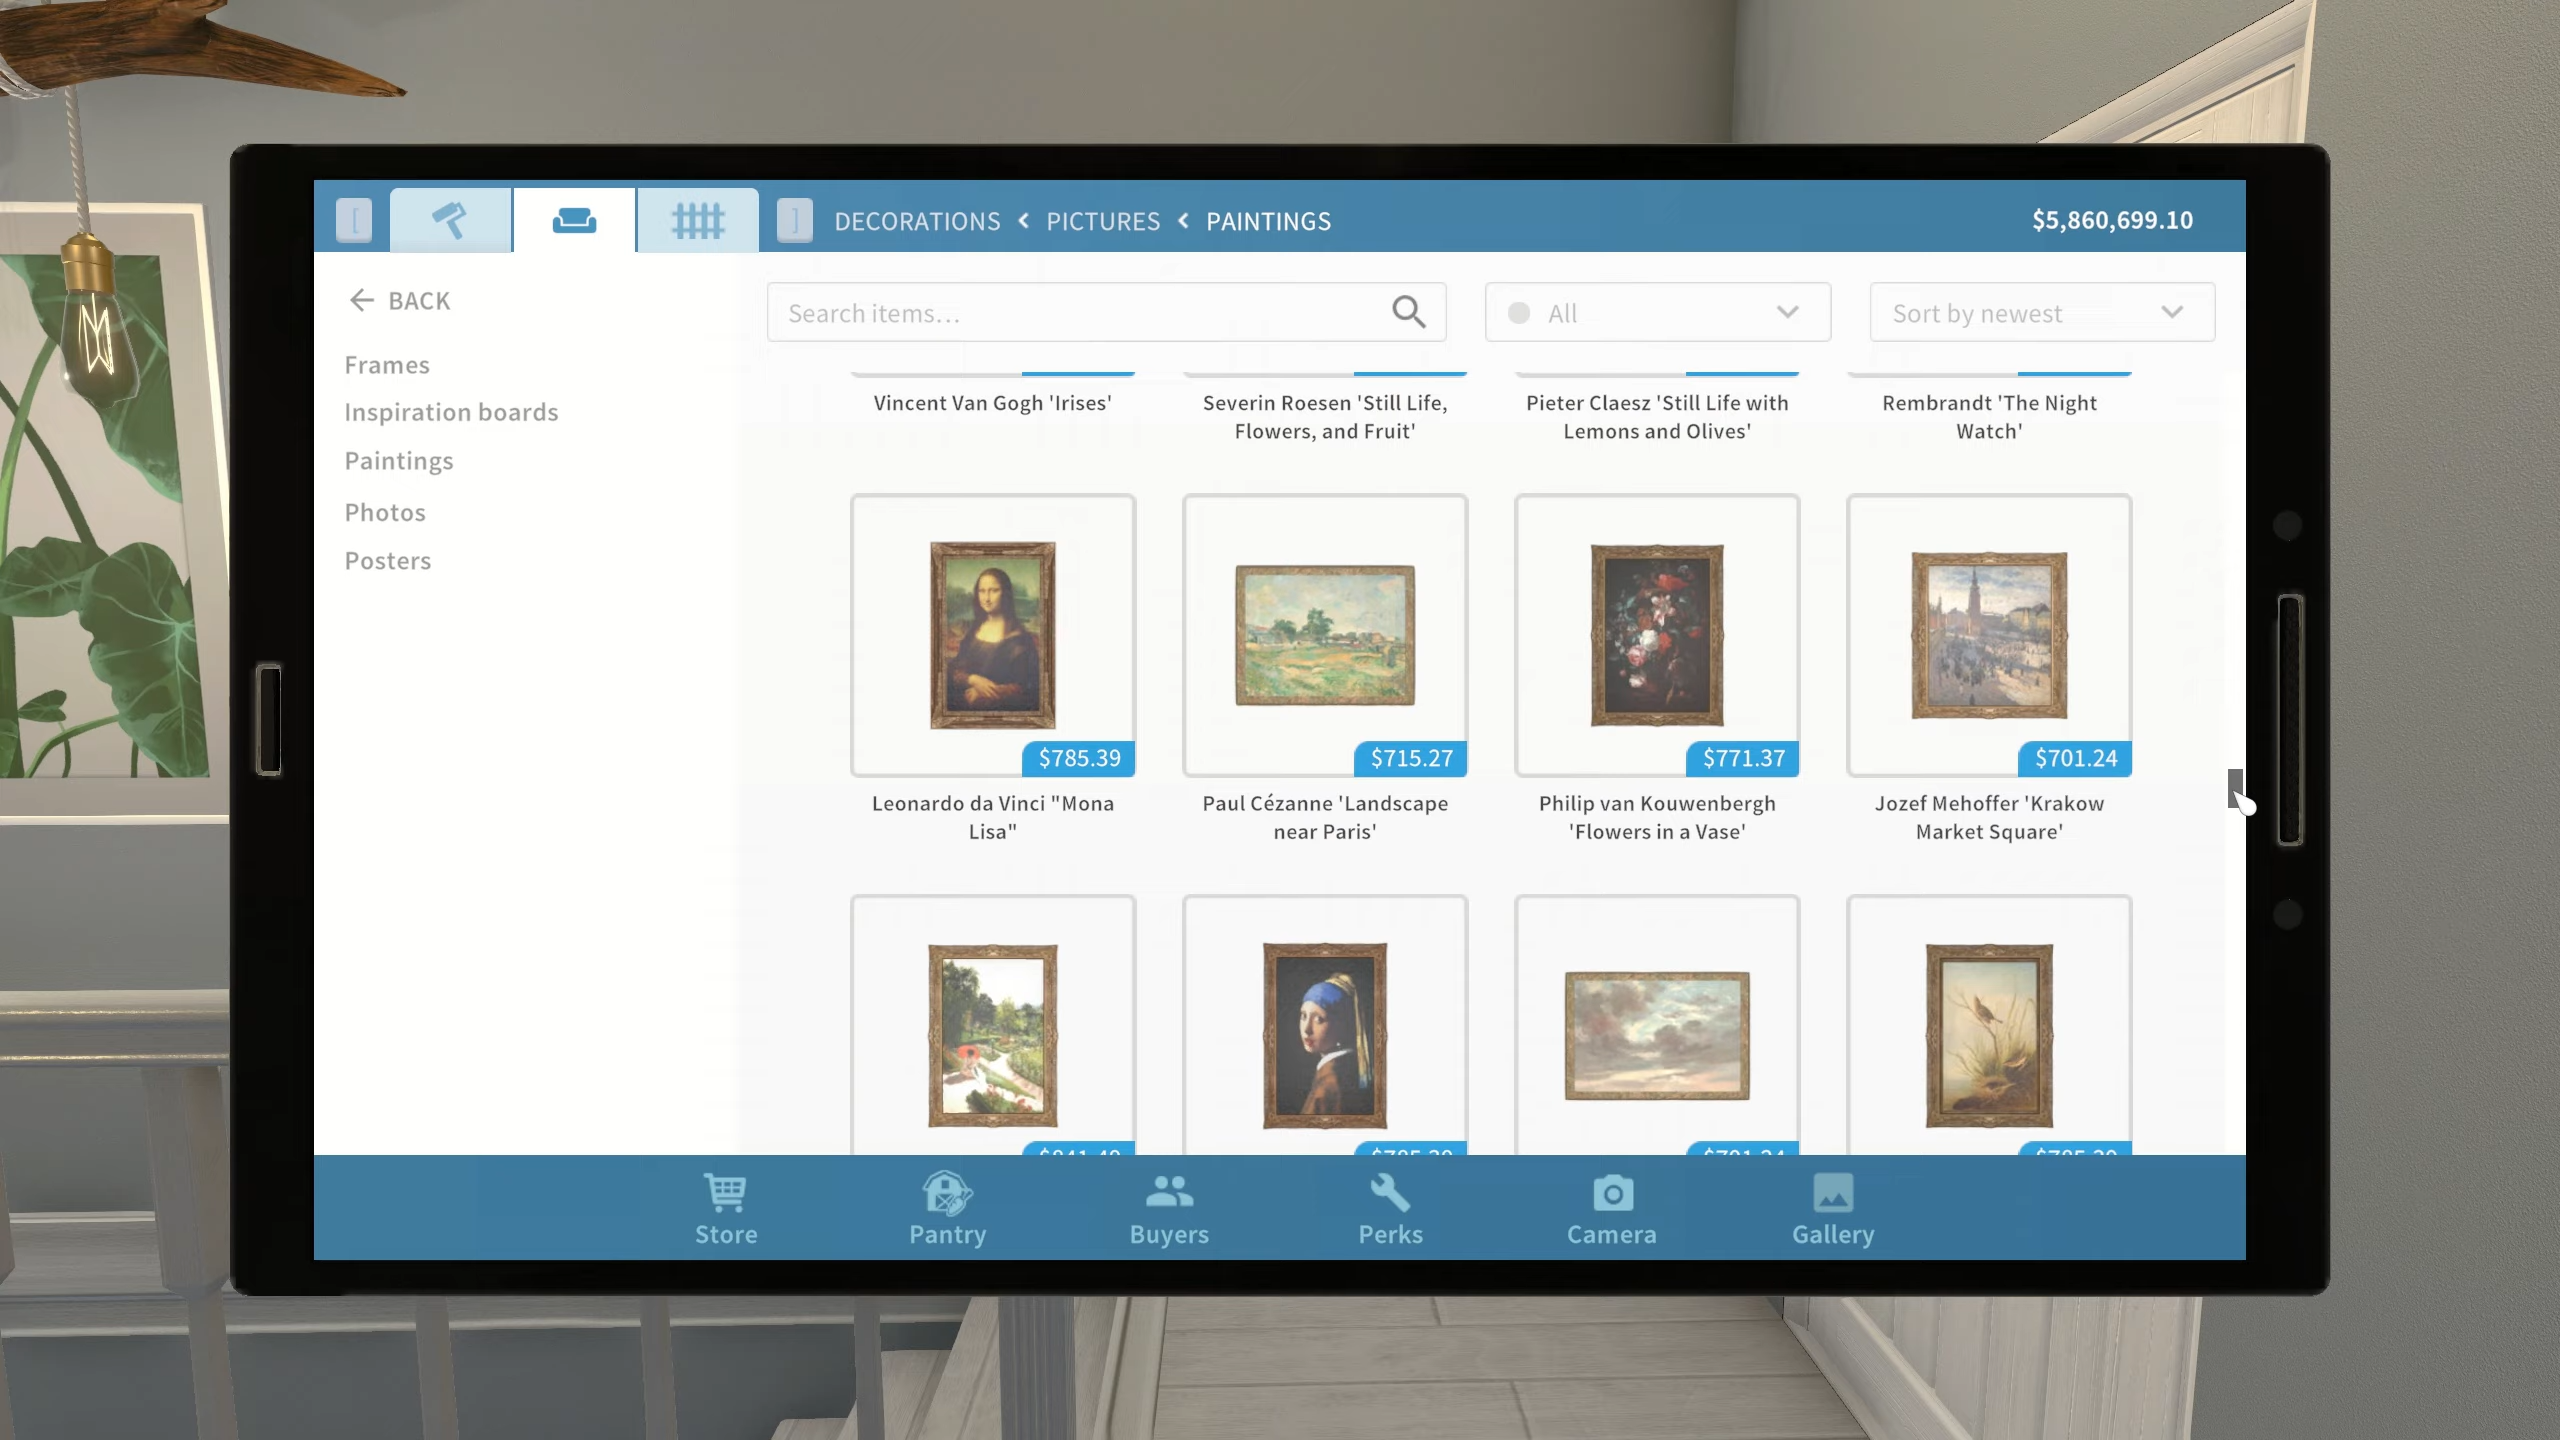 [
]
DECORATIONS < PICTURES < PAINTINGS
$5,860,699.10
BACK
Search items...
All
Sort by newest
Frames
Inspiration boards
Paintings
Photos
Posters
Vincent Van Gogh 'Irises'
Severin Roesen 'Still Life,
Flowers, and Fruit'
Pieter Claesz 'Still Life with
Lemons and Olives'
Rembrandt 'The Night
Watch'
$785.39
$715.27
$771.37
$701.24
Leonardo da Vinci "Mona
Lisa"
Paul Cézanne 'Landscape
near Paris'
Philip van Kouwenbergh
'Flowers in a Vase'
Jozef Mehoffer 'Krakow
Market Square'
Store
Pantry
Buyers
Perks
Camera
Gallery